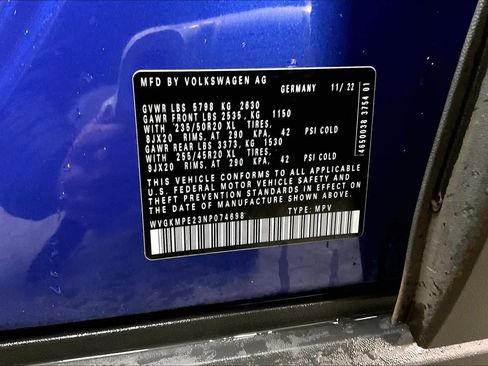 MFD BY VOLKSWAGEN AG
GERMANY 11/22
GVWR LBS 5798 KG 2630
GAWR FRONT LBS 2535, KG 1150
WITH 235/50R20 XL TIRES,
8JX20 RIMS, AT 290 KPA, 42 PSI COLD
GAWR REAR LBS 3373, KG 1530
WITH 255/45R20 XL TIRES,
9JX20 RIMS, AT 290 KPA, 42 PSI COLD
THIS VEHICLE CONFORMS TO ALL APPLICABLE
U.S. FEDERAL MOTOR VEHICLE SAFETY AND
THEFT PREVENTION STANDARDS IN EFFECT ON
THE DATE OF MANUFACTURE SHOWN ABOVE.
WVGKMPE23NP074698 TYPE: MPV
4650038 3756 01